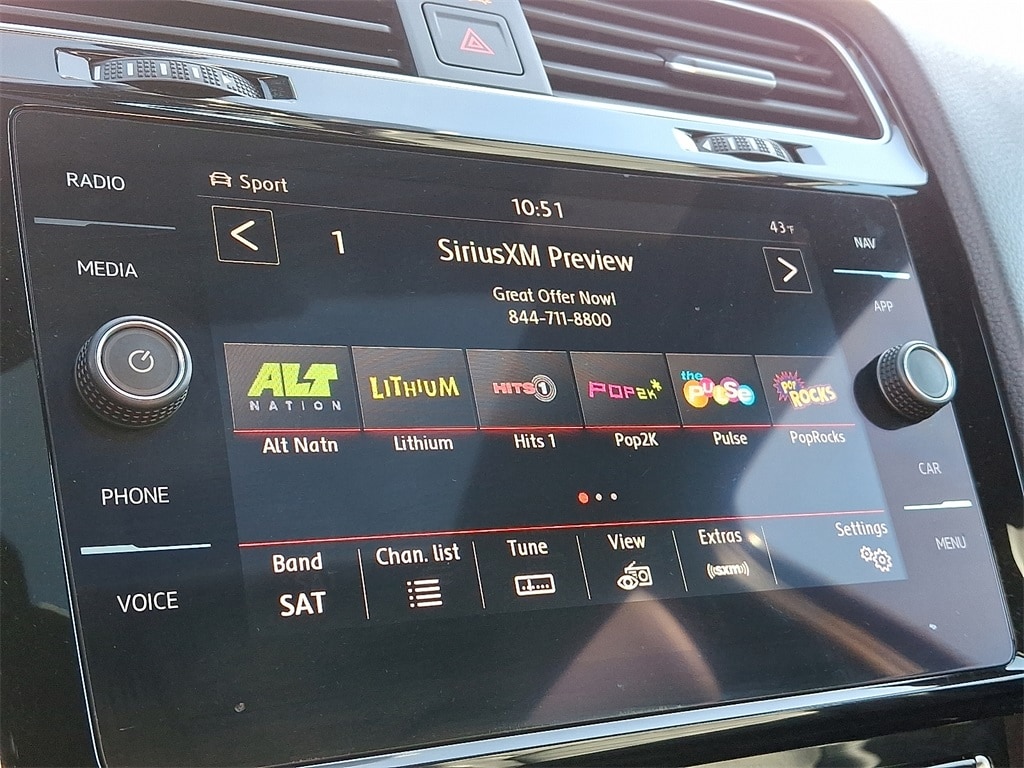 RADIO
MEDIA
PHONE
VOICE
Sport
10:51
43°F
1
SiriusXM Preview
Great Offer Now!
844-711-8800
ALT NATION
LITHIUM
HITS 1
POP2K
the pulse
POP ROCKS
Alt Natn
Lithium
Hits 1
Pop2K
Pulse
PopRocks
Band
SAT
Chan. list
Tune
View
Extras
((sxm))
Settings
NAV
APP
CAR
MENU